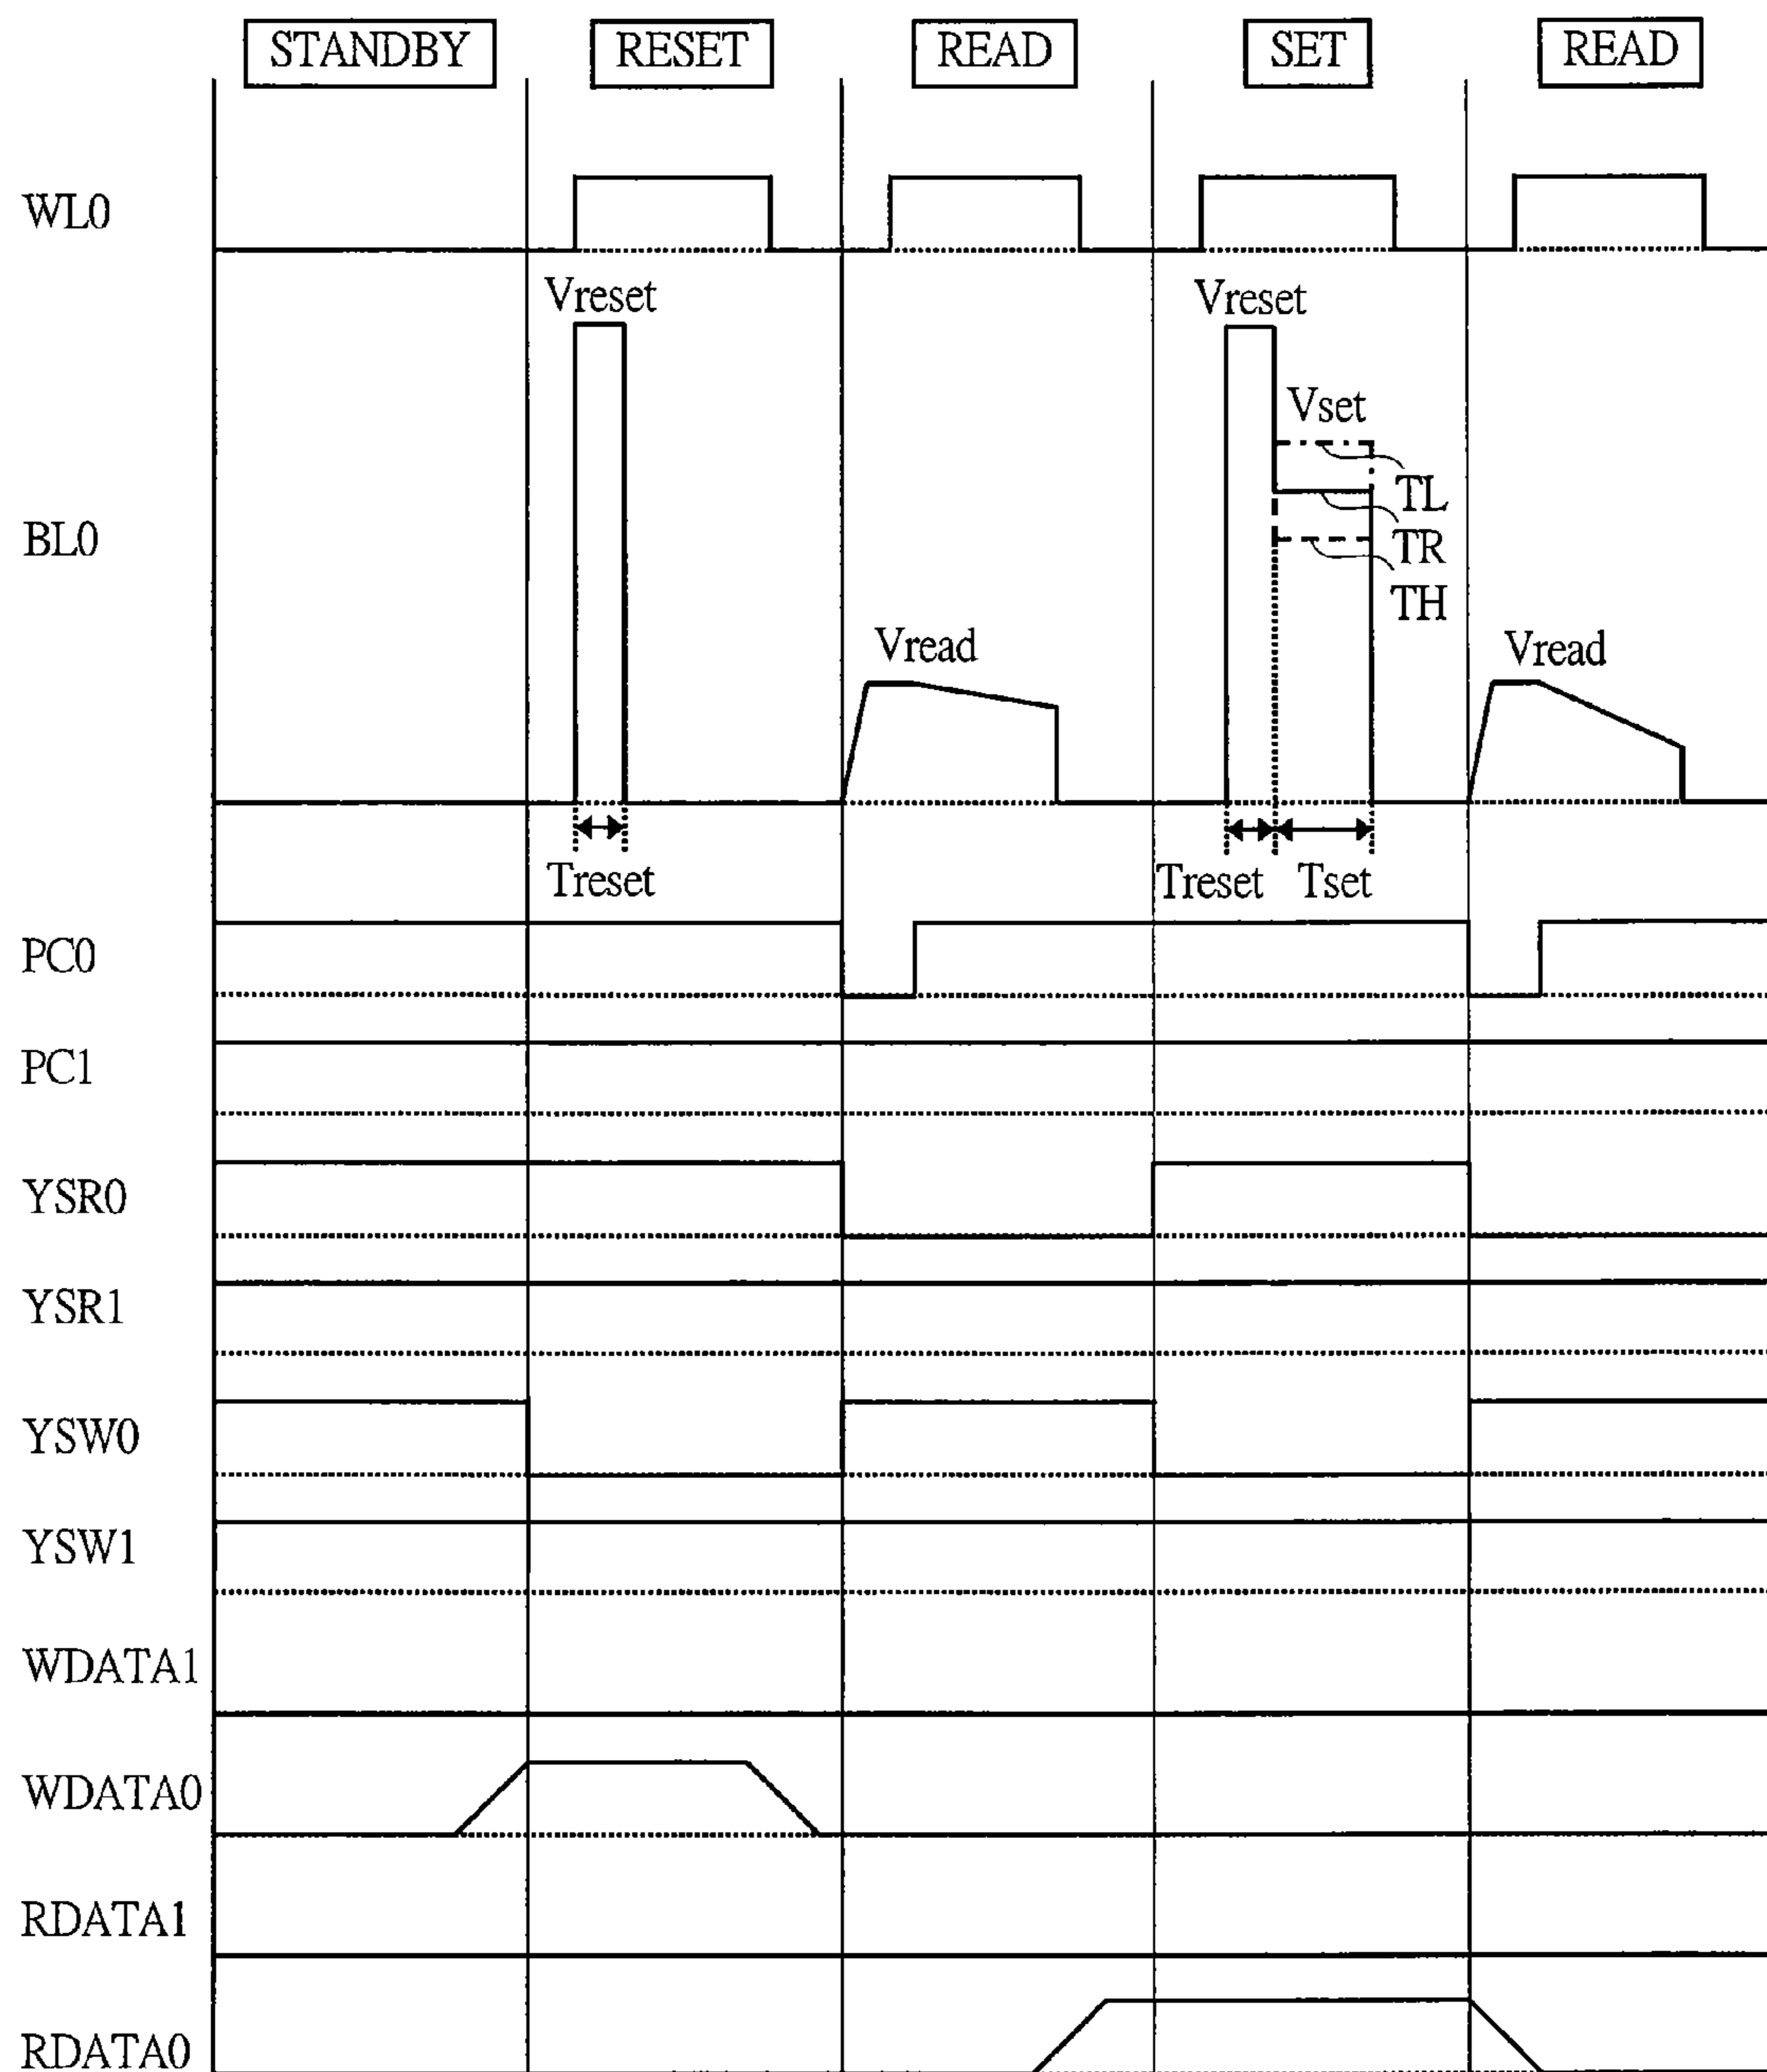 STANDBY RESET READ SET READ
WL0
Vreset Vreset
Vset
TL
BL0
TR
TH
Vread Vread
Treset Treset Tset
PC0
PC1
YSR0
YSR1
YSW0
YSW1
WDATA1
WDATA0
RDATA1
RDATA0